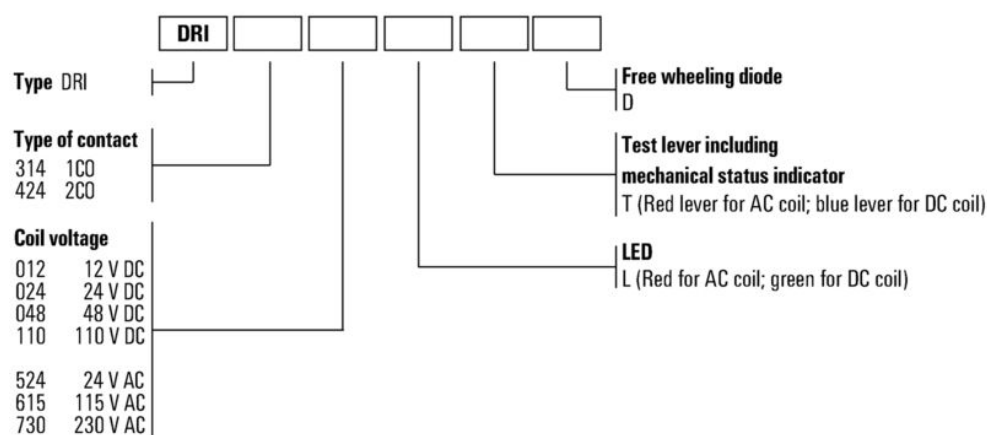 DRI
Type DRI
Type of contact
314 1CO
424 2CO
Coil voltage
012 12 V DC
024 24 V DC
048 48 V DC
110 110 V DC
524 24 V AC
615 115 V AC
730 230 V AC
Free wheeling diode
D
Test lever including
mechanical status indicator
T (Red lever for AC coil; blue lever for DC coil)
LED
L (Red for AC coil; green for DC coil)